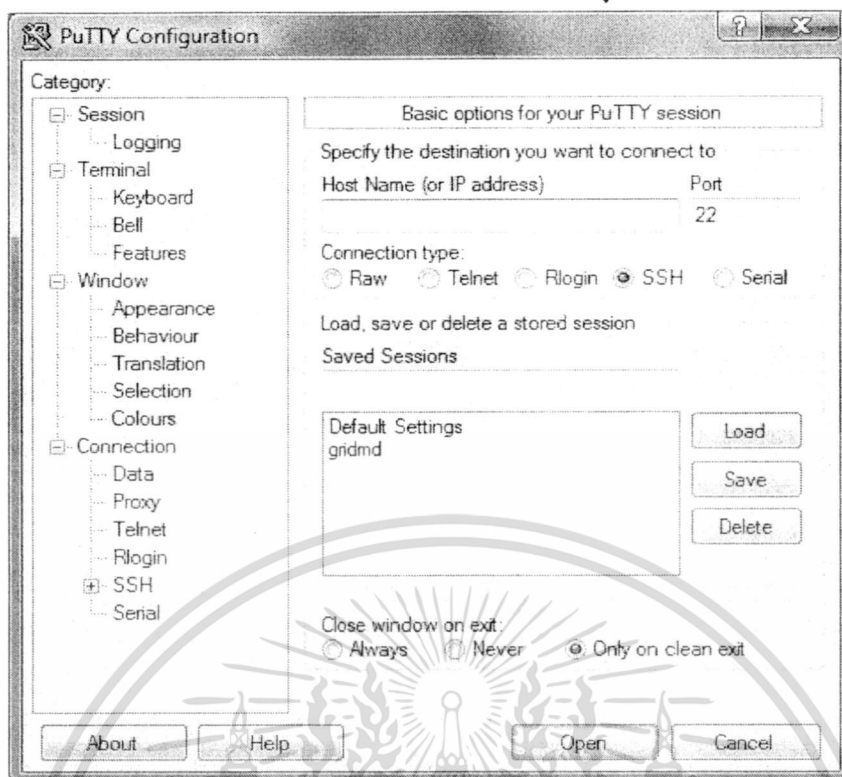 PuTTY Configuration
Category:
Session
Logging
Terminal
Keyboard
Bell
Features
Window
Appearance
Behaviour
Translation
Selection
Colours
Connection
Data
Proxy
Telnet
Rlogin
SSH
Serial
Basic options for your PuTTY session
Specify the destination you want to connect to
Host Name (or IP address) Port
22
Connection type:
Raw Telnet Rlogin SSH Serial
Load, save or delete a stored session
Saved Sessions
Default Settings
gridmd
Load
Save
Delete
Close window on exit:
Always Never Only on clean exit
About Help Open Cancel